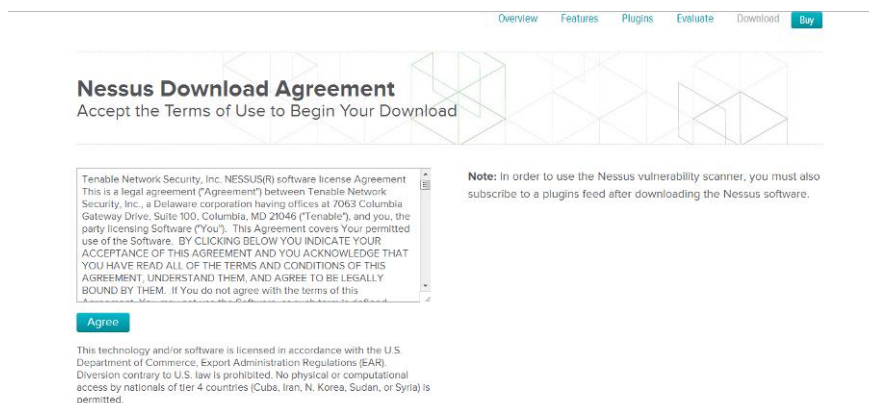 Overview Features Plugins Evaluate Download Buy
Nessus Download Agreement
Accept the Terms of Use to Begin Your Download
Tenable Network Security, Inc. NESSUS(R) software license Agreement
This is a legal agreement ("Agreement") between Tenable Network
Security, Inc., a Delaware corporation having offices at 7063 Columbia
Gateway Drive, Suite 100, Columbia, MD 21046 ("Tenable"), and you, the
party licensing Software ("You"). This Agreement covers Your permitted
use of the Software. BY CLICKING BELOW YOU INDICATE YOUR
ACCEPTANCE OF THIS AGREEMENT AND YOU ACKNOWLEDGE THAT
YOU HAVE READ ALL OF THE TERMS AND CONDITIONS OF THIS
AGREEMENT, UNDERSTAND THEM, AND AGREE TO BE LEGALLY
BOUND BY THEM. If You do not agree with the terms of this
Note: In order to use the Nessus vulnerability scanner, you must also
subscribe to a plugins feed after downloading the Nessus software.
Agree
This technology and/or software is licensed in accordance with the U.S.
Department of Commerce, Export Administration Regulations (EAR).
Diversion contrary to U.S. law is prohibited. No physical or computational
access by nationals of tier 4 countries (Cuba, Iran, N. Korea, Sudan, or Syria) is
permitted.